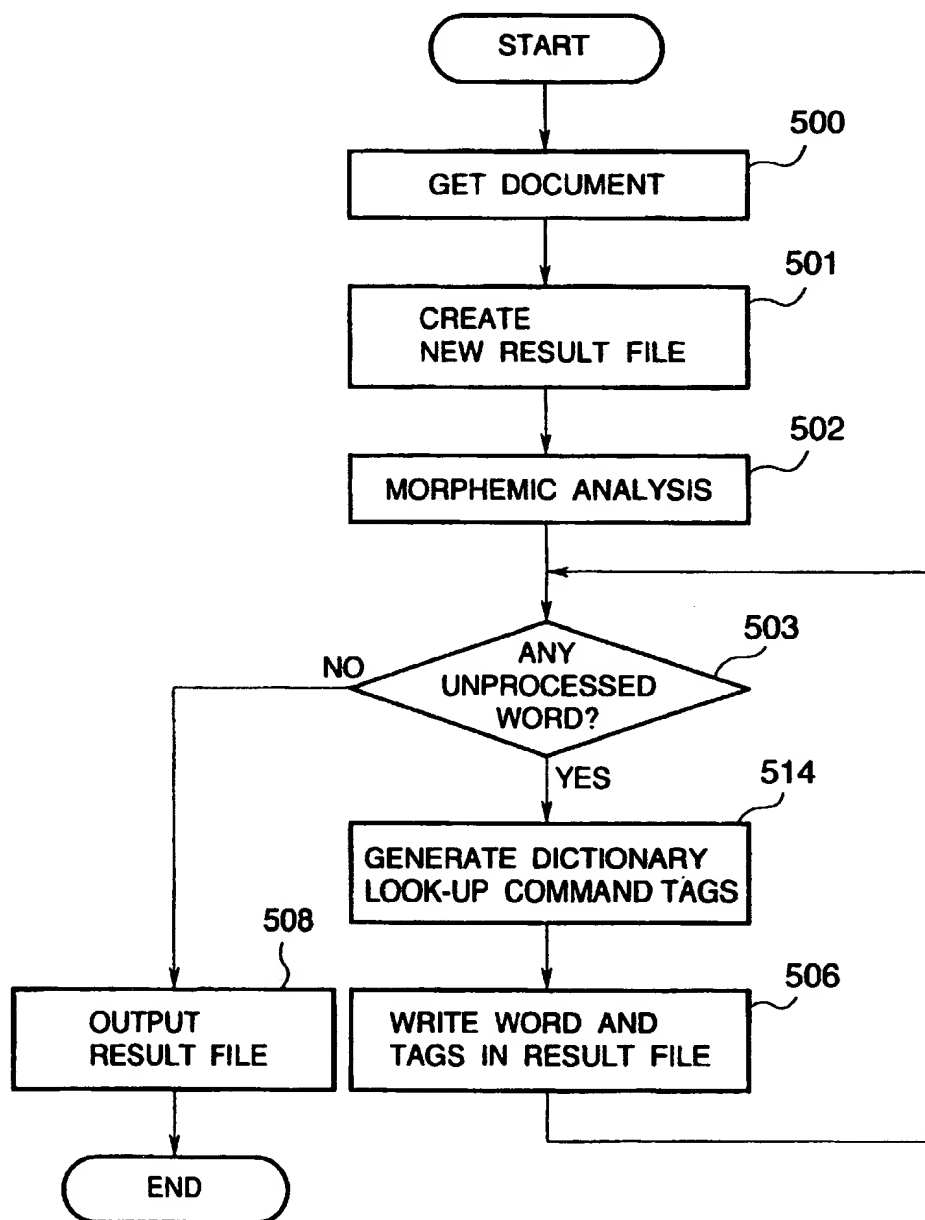 START
500
GET DOCUMENT
501
CREATE
NEW RESULT FILE
502
MORPHEMIC ANALYSIS
503
NO
ANY
UNPROCESSED
WORD?
YES
514
GENERATE DICTIONARY
LOOK-UP COMMAND TAGS
508
OUTPUT
RESULT FILE
506
WRITE WORD AND
TAGS IN RESULT FILE
END